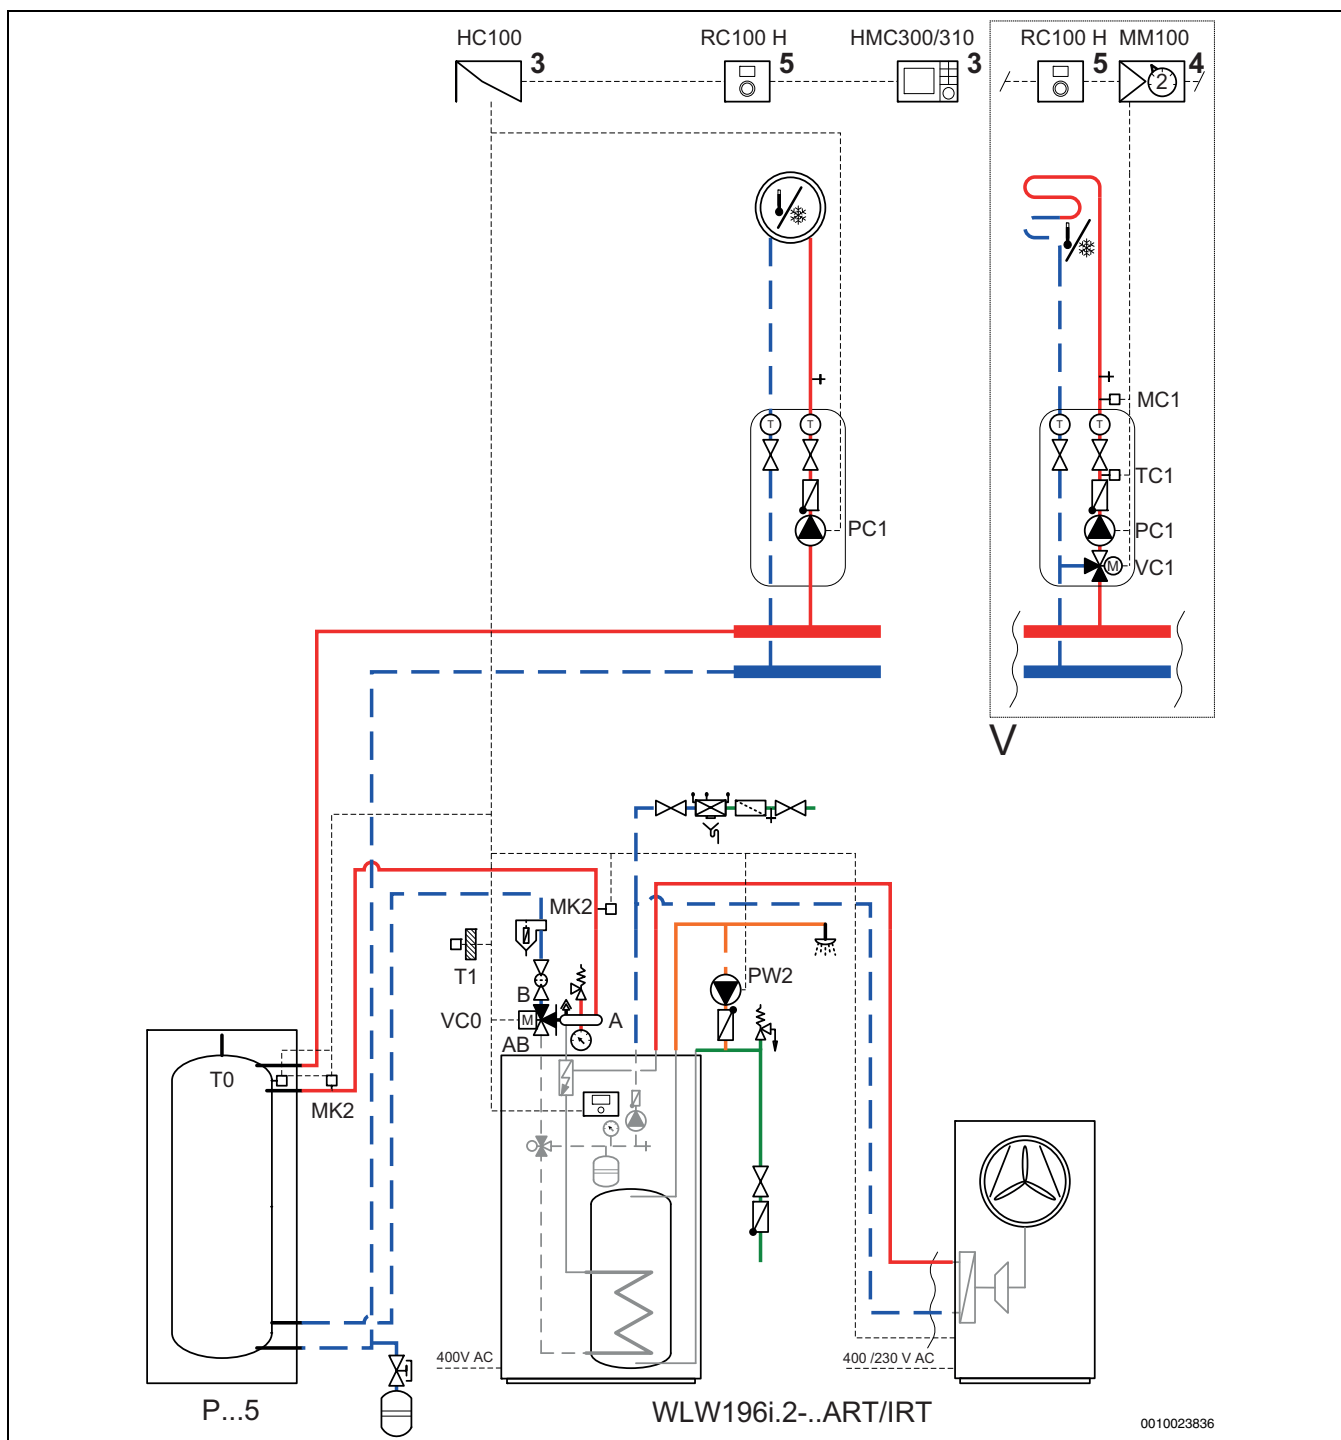 HC100 RC100 H HMC300/310 RC100 H MM100
3 5 3 5 4
2
T T T T
MC1
TC1
PC1 PC1
M VC1
V
MK2
T1
PW2
B
VC0 M A
AB
T0
MK2
400V AC 400 /230 V AC
P...5 WLW196i.2-..ART/IRT
0010023836